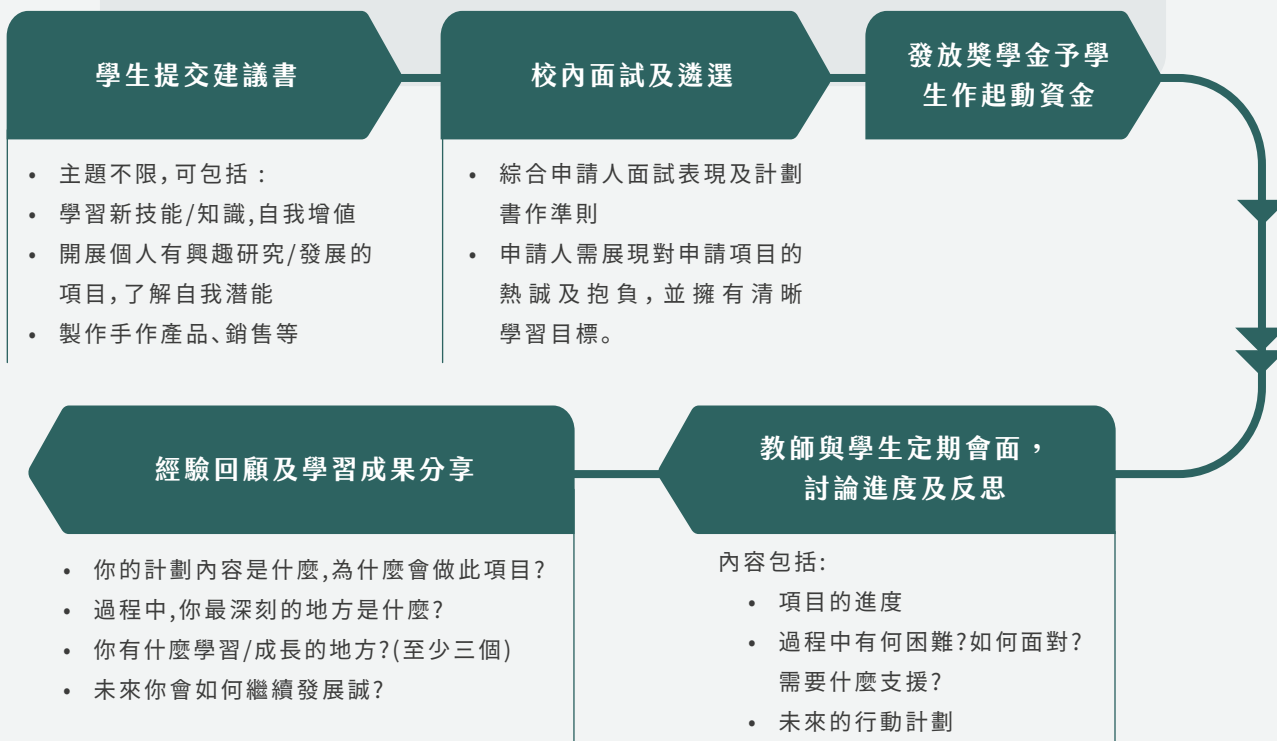 學生提交建議書
• 主題不限,可包括：
• 學習新技能/知識,自我增值
• 開展個人有興趣研究/發展的
項目,了解自我潛能
• 製作手作產品、銷售等
校內面試及遴選
• 綜合申請人面試表現及計劃
書作準則
• 申請人需展現對申請項目的
熱誠及抱負，並擁有清晰
學習目標。
發放獎學金予學
生作起動資金
教師與學生定期會面，
討論進度及反思
內容包括:
• 項目的進度
• 過程中有何困難?如何面對?
需要什麼支援?
• 未來的行動計劃
經驗回顧及學習成果分享
• 你的計劃內容是什麼,為什麼會做此項目?
• 過程中,你最深刻的地方是什麼?
• 你有什麼學習/成長的地方?(至少三個)
• 未來你會如何繼續發展誠?